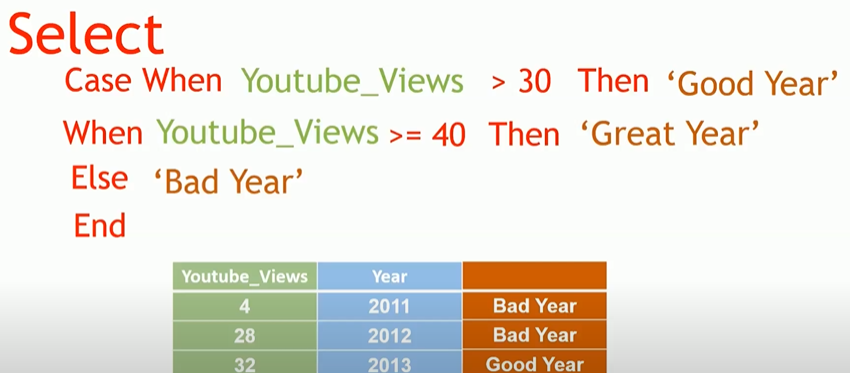 Select
Case When Youtube_Views > 30 Then ‘Good Year’
When Youtube_Views >= 40 Then ‘Great Year’
Else ‘Bad Year’
End
Youtube_Views Year
4 2011 Bad Year
28 2012 Bad Year
32 2013 Good Year